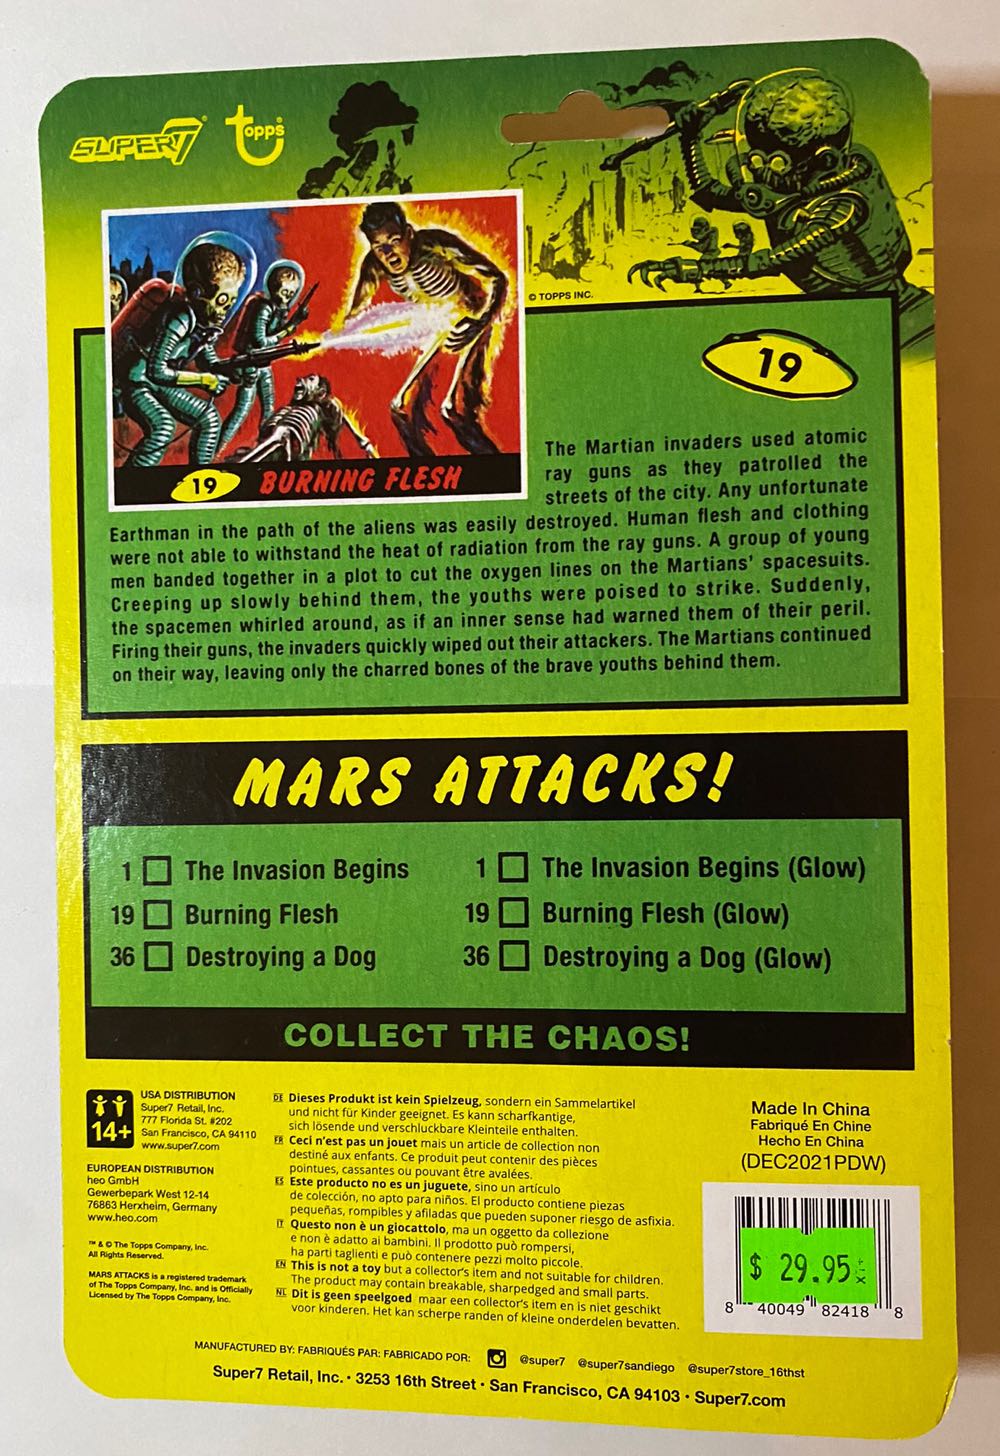 SUPER7®
Topps®
© TOPPS INC.
19 BURNING FLESH
19
The Martian invaders used atomic
ray guns as they patrolled the
streets of the city. Any unfortunate
Earthman in the path of the aliens was easily destroyed. Human flesh and clothing
were not able to withstand the heat of radiation from the ray guns. A group of young
men banded together in a plot to cut the oxygen lines on the Martians' spacesuits.
Creeping up slowly behind them, the youths were poised to strike. Suddenly,
the spacemen whirled around, as if an inner sense had warned them of their peril.
Firing their guns, the invaders quickly wiped out their attackers. The Martians continued
on their way, leaving only the charred bones of the brave youths behind them.
MARS ATTACKS!
1 The Invasion Begins
19 Burning Flesh
36 Destroying a Dog
1 The Invasion Begins (Glow)
19 Burning Flesh (Glow)
36 Destroying a Dog (Glow)
COLLECT THE CHAOS!
14+
USA DISTRIBUTION
Super7 Retail, Inc.
777 Florida St. #202
San Francisco, CA 94110
www.super7.com
EUROPEAN DISTRIBUTION
heo GmbH
Gewerbepark West 12-14
76863 Herxheim, Germany
www.heo.com
™ & © The Topps Company, Inc.
All Rights Reserved.
MARS ATTACKS is a registered trademark
of The Topps Company, Inc. and is Officially
Licensed by The Topps Company, Inc.
DE Dieses Produkt ist kein Spielzeug, sondern ein Sammelartikel
und nicht für Kinder geeignet. Es kann scharfkantige,
sich lösende und verschluckbare Kleinteile enthalten.
FR Ceci n'est pas un jouet mais un article de collection non
destiné aux enfants. Ce produit peut contenir des pièces
pointues, cassantes ou pouvant être avalées.
ES Este producto no es un juguete, sino un artículo
de colección, no apto para niños. El producto contiene piezas
pequeñas, rompibles y afiladas que pueden suponer riesgo de asfixia.
IT Questo non è un giocattolo, ma un oggetto da collezione
e non è adatto ai bambini. Il prodotto può rompersi,
ha parti taglienti e può contenere pezzi molto piccole.
EN This is not a toy but a collector's item and not suitable for children.
The product may contain breakable, sharpedged and small parts.
NL Dit is geen speelgoed maar een collector's item en is niet geschikt
voor kinderen. Het kan scherpe randen of kleine onderdelen bevatten.
Made In China
Fabriqué En Chine
Hecho En China
(DEC2021PDW)
$ 29.95 +TAX
8 40049 82418 8
MANUFACTURED BY: FABRIQUÉS PAR: FABRICADO POR: @super7 @super7sandiego @super7store_16thst
Super7 Retail, Inc. • 3253 16th Street • San Francisco, CA 94103 • Super7.com